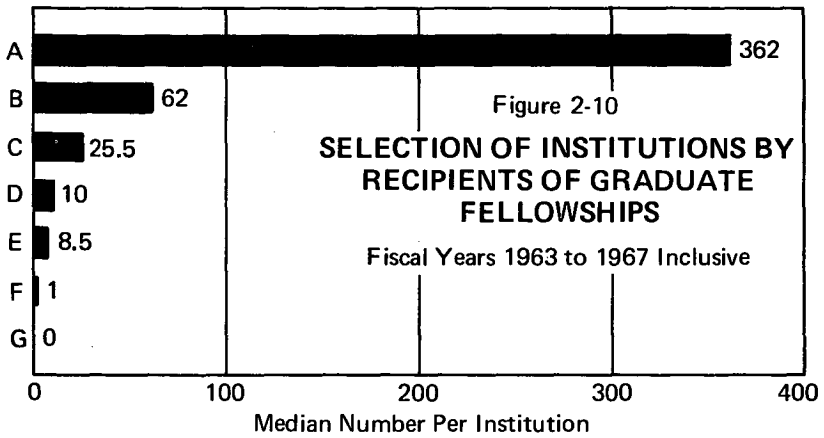 A 362
B 62
Figure 2-10
C 25.5
SELECTION OF INSTITUTIONS BY
RECIPIENTS OF GRADUATE
FELLOWSHIPS
D 10
E 8.5
Fiscal Years 1963 to 1967 Inclusive
F 1
G 0
0 100 200 300 400
Median Number Per Institution